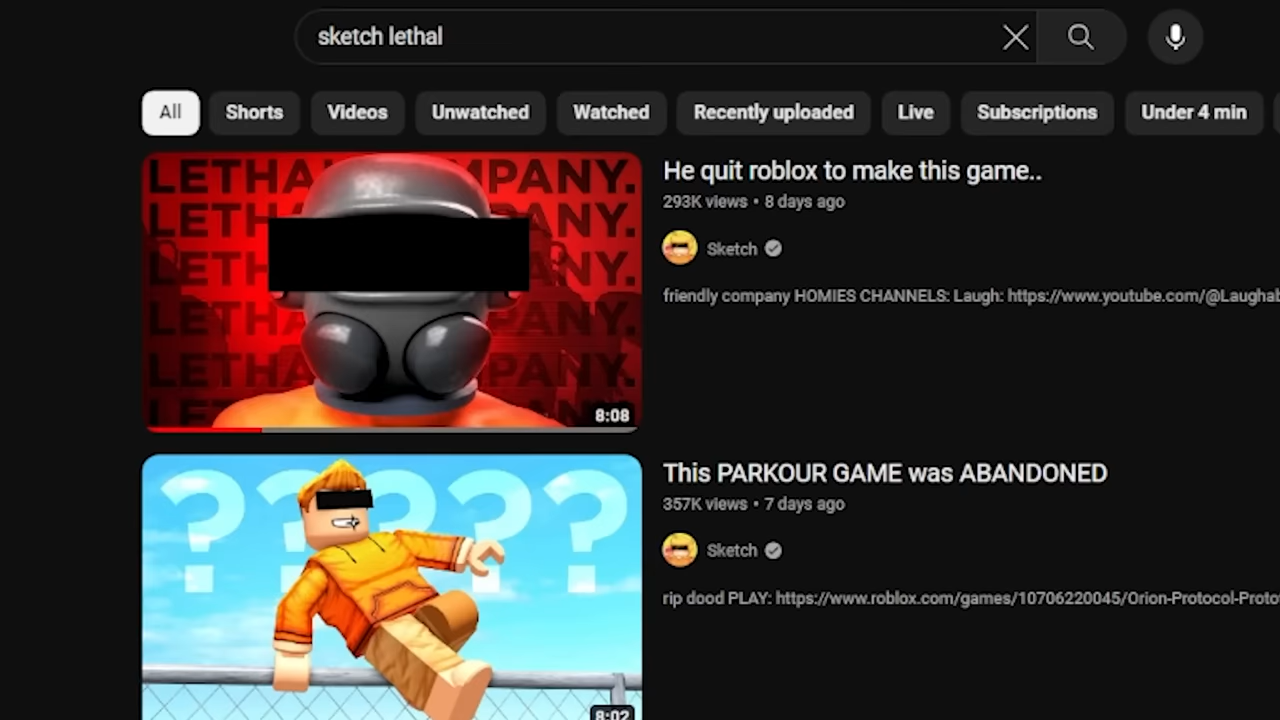 sketch lethal
All
Shorts
Videos
Unwatched
Watched
Recently uploaded
Live
Subscriptions
Under 4 min
LETHAL COMPANY.
8:08
He quit roblox to make this game..
293K views • 8 days ago
Sketch
friendly company HOMIES CHANNELS: Laugh: https://www.youtube.com/@Laughab
?????
8:02
This PARKOUR GAME was ABANDONED
357K views • 7 days ago
Sketch
rip dood PLAY: https://www.roblox.com/games/10706220045/Orion-Protocol-Proto